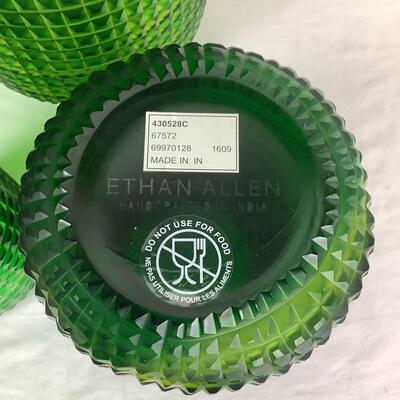 430528C
67572
69970128 1609
MADE IN: IN
ETHAN ALLEN
HANDCRAFTED IN INDIA
DO NOT USE FOR FOOD
NE PAS UTILISER POUR LES ALIMENTS